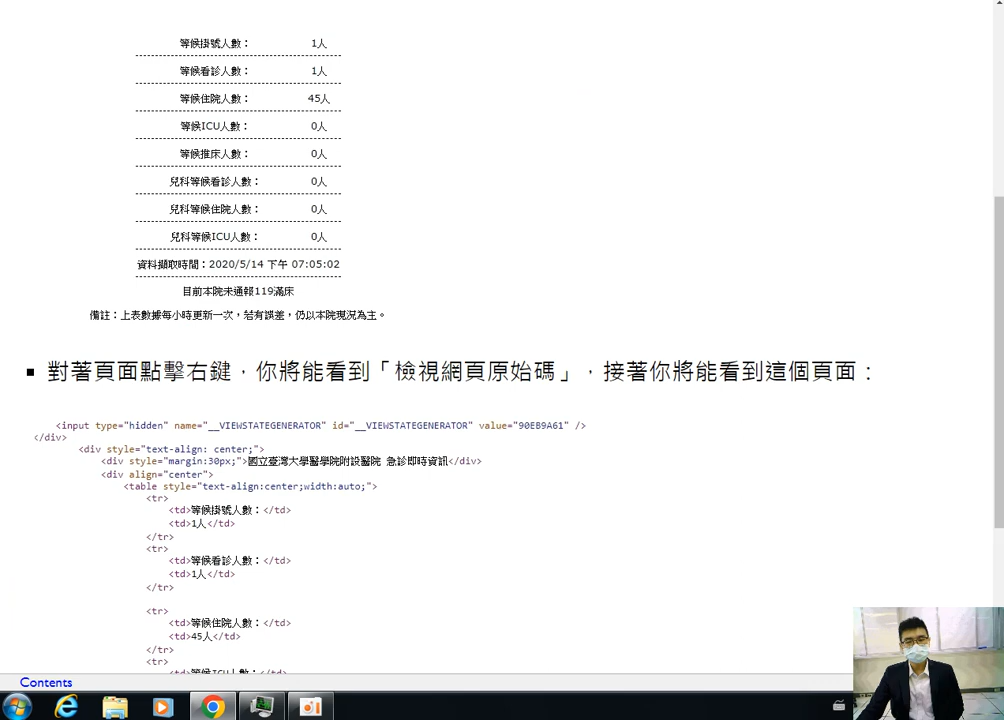 等候掛號人數： 1人
等候看診人數： 1人
等候住院人數： 45人
等候ICU人數： 0人
等候推床人數： 0人
兒科等候看診人數： 0人
兒科等候住院人數： 0人
兒科等候ICU人數： 0人
資料擷取時間：2020/5/14 下午 07:05:02
目前本院未通報119滿床
備註：上表數據每小時更新一次，若有誤差，仍以本院現況為主。
▪ 對著頁面點擊右鍵，你將能看到「檢視網頁原始碼」，接著你將能看到這個頁面：
<input type="hidden" name="__VIEWSTATEGENERATOR" id="__VIEWSTATEGENERATOR" value="90EB9A61" />
</div>
<div style="text-align: center;">
<div style="margin:30px;">國立臺灣大學醫學院附設醫院 急診即時資訊</div>
<div align="center">
<table style="text-align:center;width:auto;">
<tr>
<td>等候掛號人數：</td>
<td>1人</td>
</tr>
<tr>
<td>等候看診人數：</td>
<td>1人</td>
</tr>
<tr>
<td>等候住院人數：</td>
<td>45人</td>
</tr>
<tr>
<td>等候ICU人數：</td>
Contents